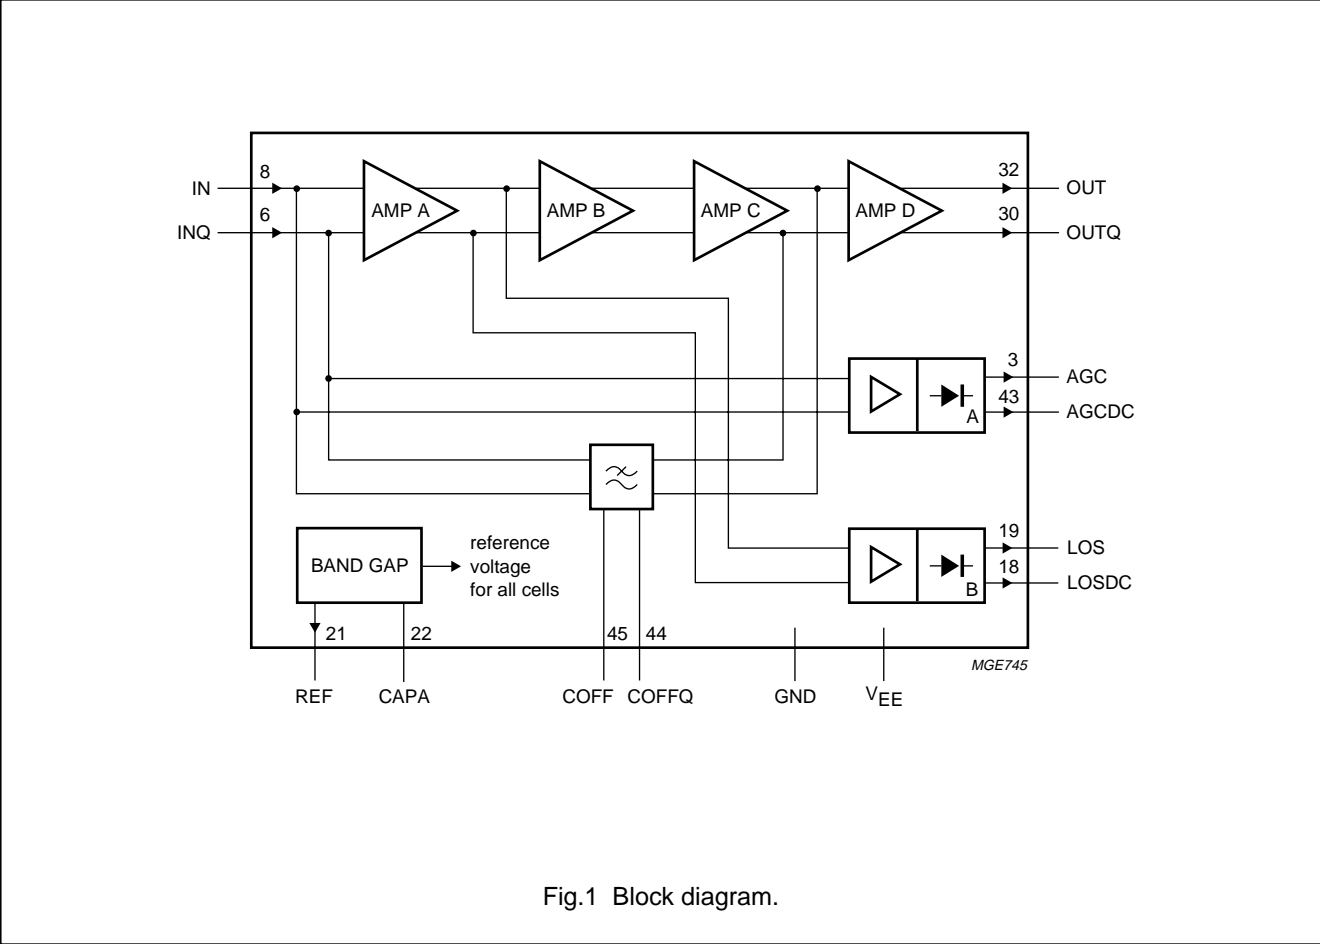 8
IN
AMP A
AMP B
AMP C
AMP D
32
OUT
6
INQ
30
OUTQ
3
AGC
43
AGCDC
A
BAND GAP
reference
voltage
for all cells
19
LOS
18
LOSDC
B
21
22
45
44
MGE745
REF
CAPA
COFF
COFFQ
GND
VEE
Fig.1 Block diagram.